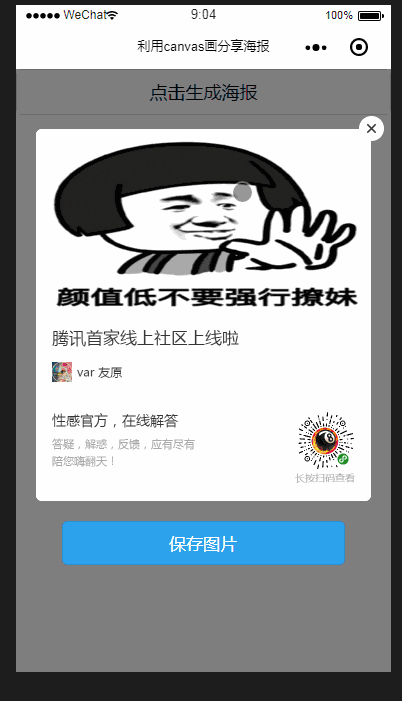 WeChat
9:04
100%
利用canvas画分享海报
点击生成海报
颜值低不要强行撩妹
腾讯首家线上社区上线啦
var 友原
性感官方，在线解答
答疑，解惑，反馈，应有尽有
陪您嗨翻天！
长按扫码查看
保存图片